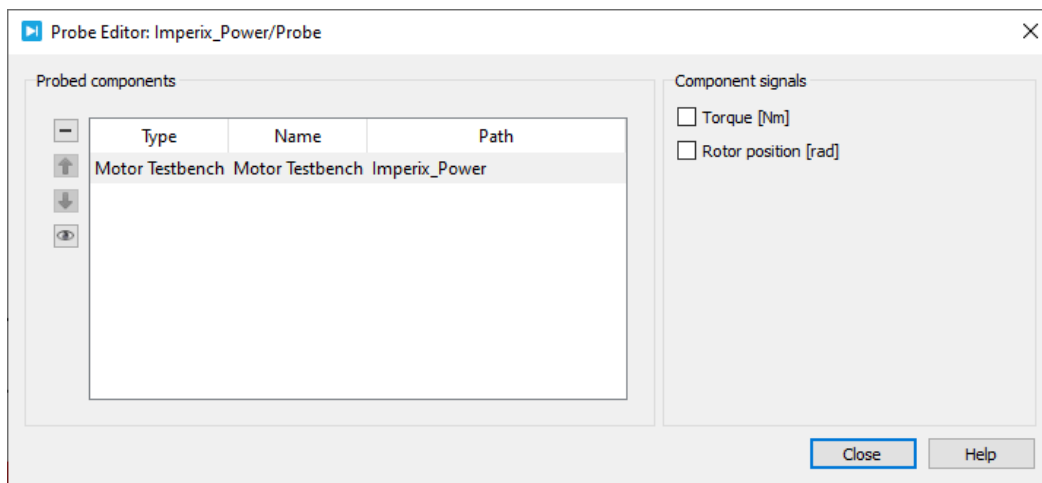 Probe Editor: Imperix_Power/Probe
Probed components
Type Name Path
Motor Testbench Motor Testbench Imperix_Power
Component signals
Torque [Nm]
Rotor position [rad]
Close Help